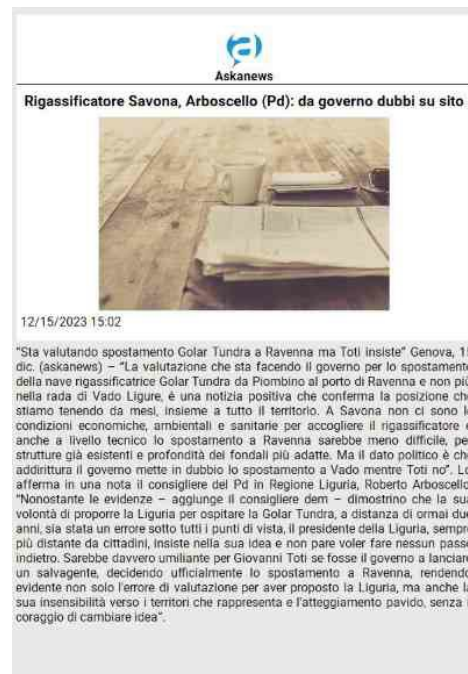 Askanews
Rigassificatore Savona, Arboscello (Pd): da governo dubbi su sito
12/15/2023 15:02
"Sta valutando spostamento Golar Tundra a Ravenna ma Toti insiste" Genova, 15
dic. (askanews) – "La valutazione che sta facendo il governo per lo spostamento
della nave rigassificatrice Golar Tundra da Piombino al porto di Ravenna e non più
nella rada di Vado Ligure, è una notizia positiva che conferma la posizione che
stiamo tenendo da mesi, insieme a tutto il territorio. A Savona non ci sono l
condizioni economiche, ambientali e sanitarie per accogliere il rigassificatore e
anche a livello tecnico lo spostamento a Ravenna sarebbe meno difficile, per
strutture già esistenti e profondità dei fondali più adatte. Ma il dato politico è che
addirittura il governo mette in dubbio lo spostamento a Vado mentre Toti no". Lo
afferma in una nota il consigliere del Pd in Regione Liguria, Roberto Arboscello.
"Nonostante le evidenze – aggiunge il consigliere dem – dimostrino che la sua
volontà di proporre la Liguria per ospitare la Golar Tundra, a distanza di ormai due
anni, sia stata un errore sotto tutti i punti di vista, il presidente della Liguria, sempre
più distante da cittadini, insiste nella sua idea e non pare voler fare nessun passo
indietro. Sarebbe davvero umiliante per Giovanni Toti se fosse il governo a lanciare
un salvagente, decidendo ufficialmente lo spostamento a Ravenna, rendendo
evidente non solo l'errore di valutazione per aver proposto la Liguria, ma anche la
sua insensibilità verso i territori che rappresenta e l'atteggiamento pavido, senza i
coraggio di cambiare idea".